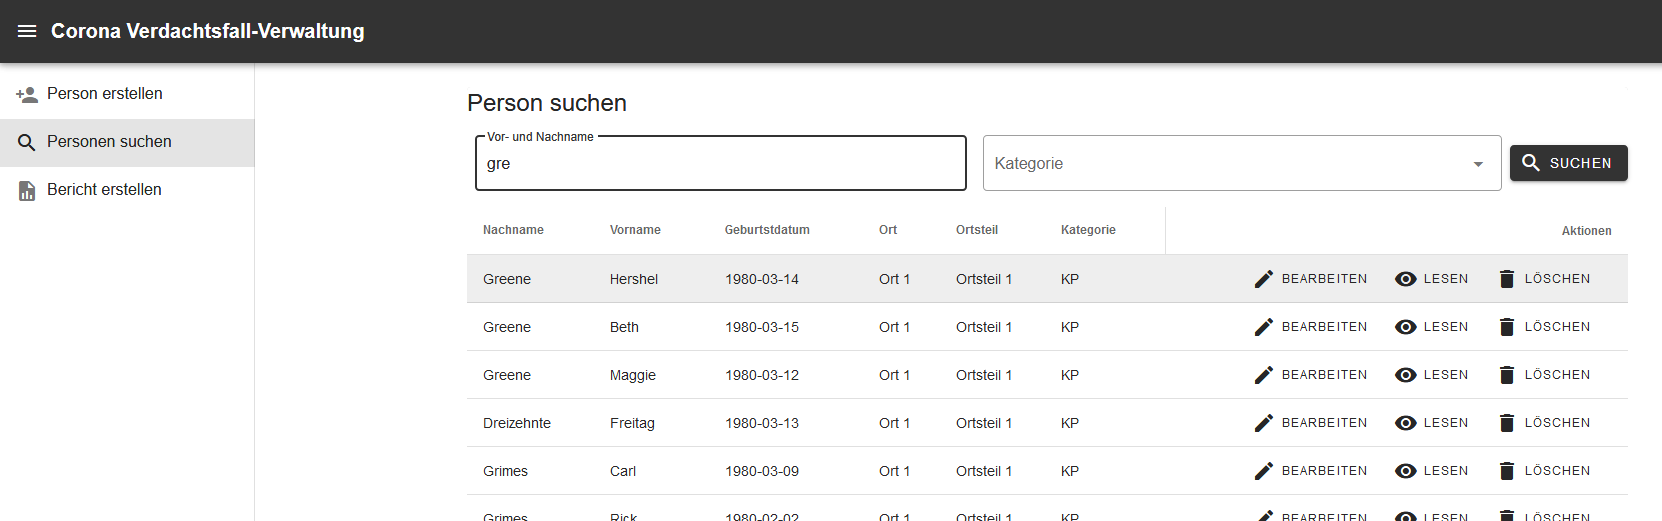 Corona Verdachtsfall-Verwaltung
Person erstellen
Personen suchen
Bericht erstellen
Person suchen
Vor- und Nachname
gre
Kategorie
SUCHEN
Nachname Vorname Geburtstdatum Ort Ortsteil Kategorie Aktionen
Greene Hershel 1980-03-14 Ort 1 Ortsteil 1 KP BEARBEITEN LESEN LÖSCHEN
Greene Beth 1980-03-15 Ort 1 Ortsteil 1 KP BEARBEITEN LESEN LÖSCHEN
Greene Maggie 1980-03-12 Ort 1 Ortsteil 1 KP BEARBEITEN LESEN LÖSCHEN
Dreizehnte Freitag 1980-03-13 Ort 1 Ortsteil 1 KP BEARBEITEN LESEN LÖSCHEN
Grimes Carl 1980-03-09 Ort 1 Ortsteil 1 KP BEARBEITEN LESEN LÖSCHEN
Grimes Rick 1980-02-02 Ort 1 Ortsteil 1 KP BEARBEITEN LESEN LÖSCHEN